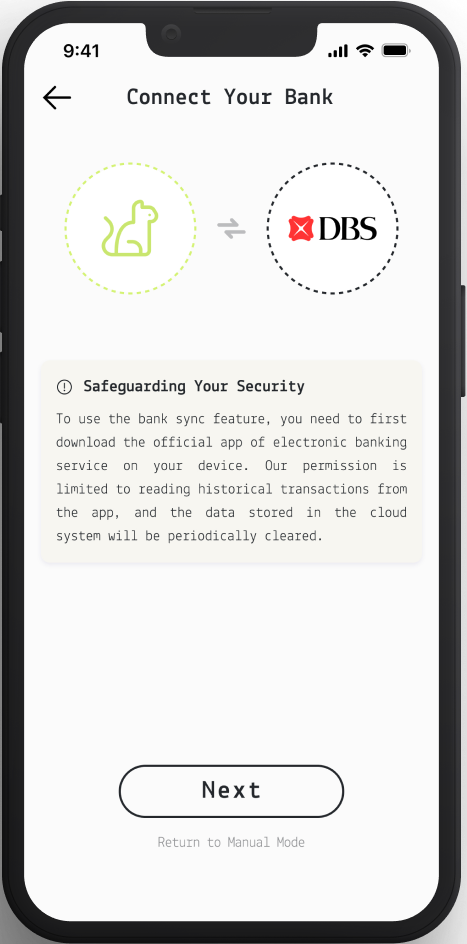 9:41
Connect Your Bank
DBS
Safeguarding Your Security
To use the bank sync feature, you need to first
download the official app of electronic banking
service on your device. Our permission is
limited to reading historical transactions from
the app, and the data stored in the cloud
system will be periodically cleared.
Next
Return to Manual Mode